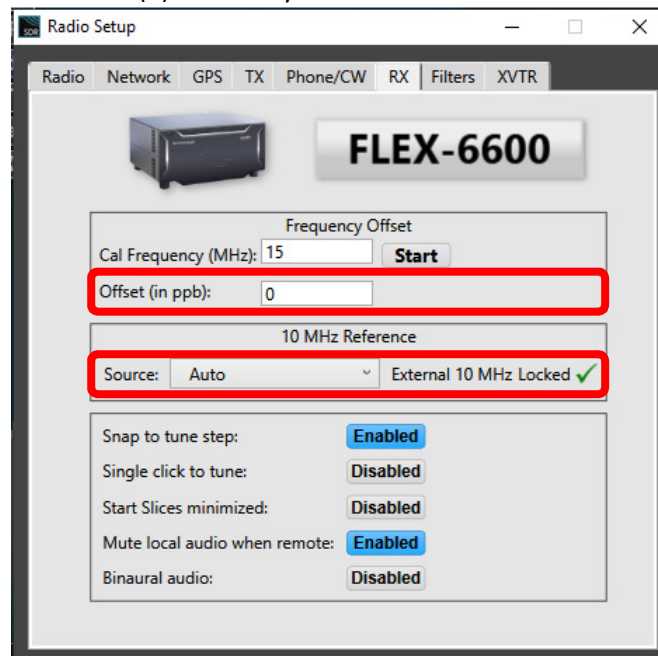 Radio Setup
Radio Network GPS TX Phone/CW RX Filters XVTR
FLEX-6600
Frequency Offset
Cal Frequency (MHz): 15 Start
Offset (in ppb): 0
10 MHz Reference
Source: Auto External 10 MHz Locked
Snap to tune step: Enabled
Single click to tune: Disabled
Start Slices minimized: Disabled
Mute local audio when remote: Enabled
Binaural audio: Disabled